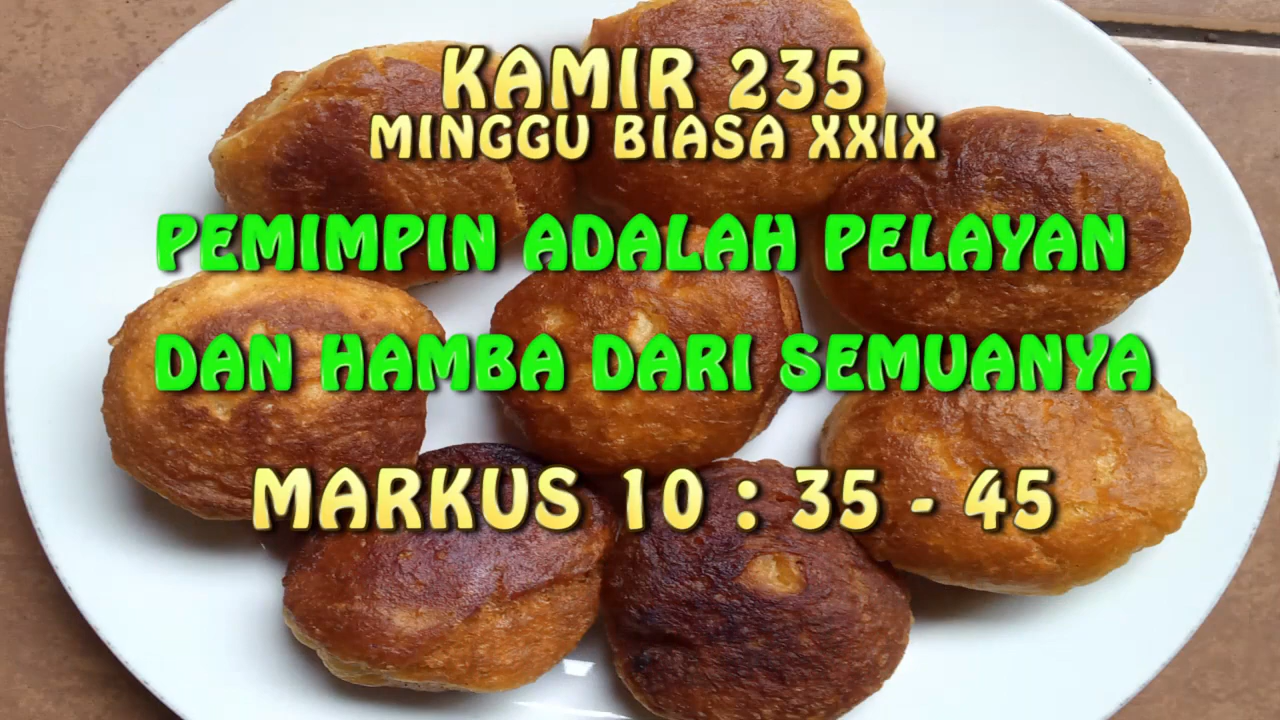 KAMIR 235
MINGGU BIASA XXIX
PEMIMPIN ADALAH PELAYAN
DAN HAMBA DARI SEMUANYA
MARKUS 10 : 35 - 45